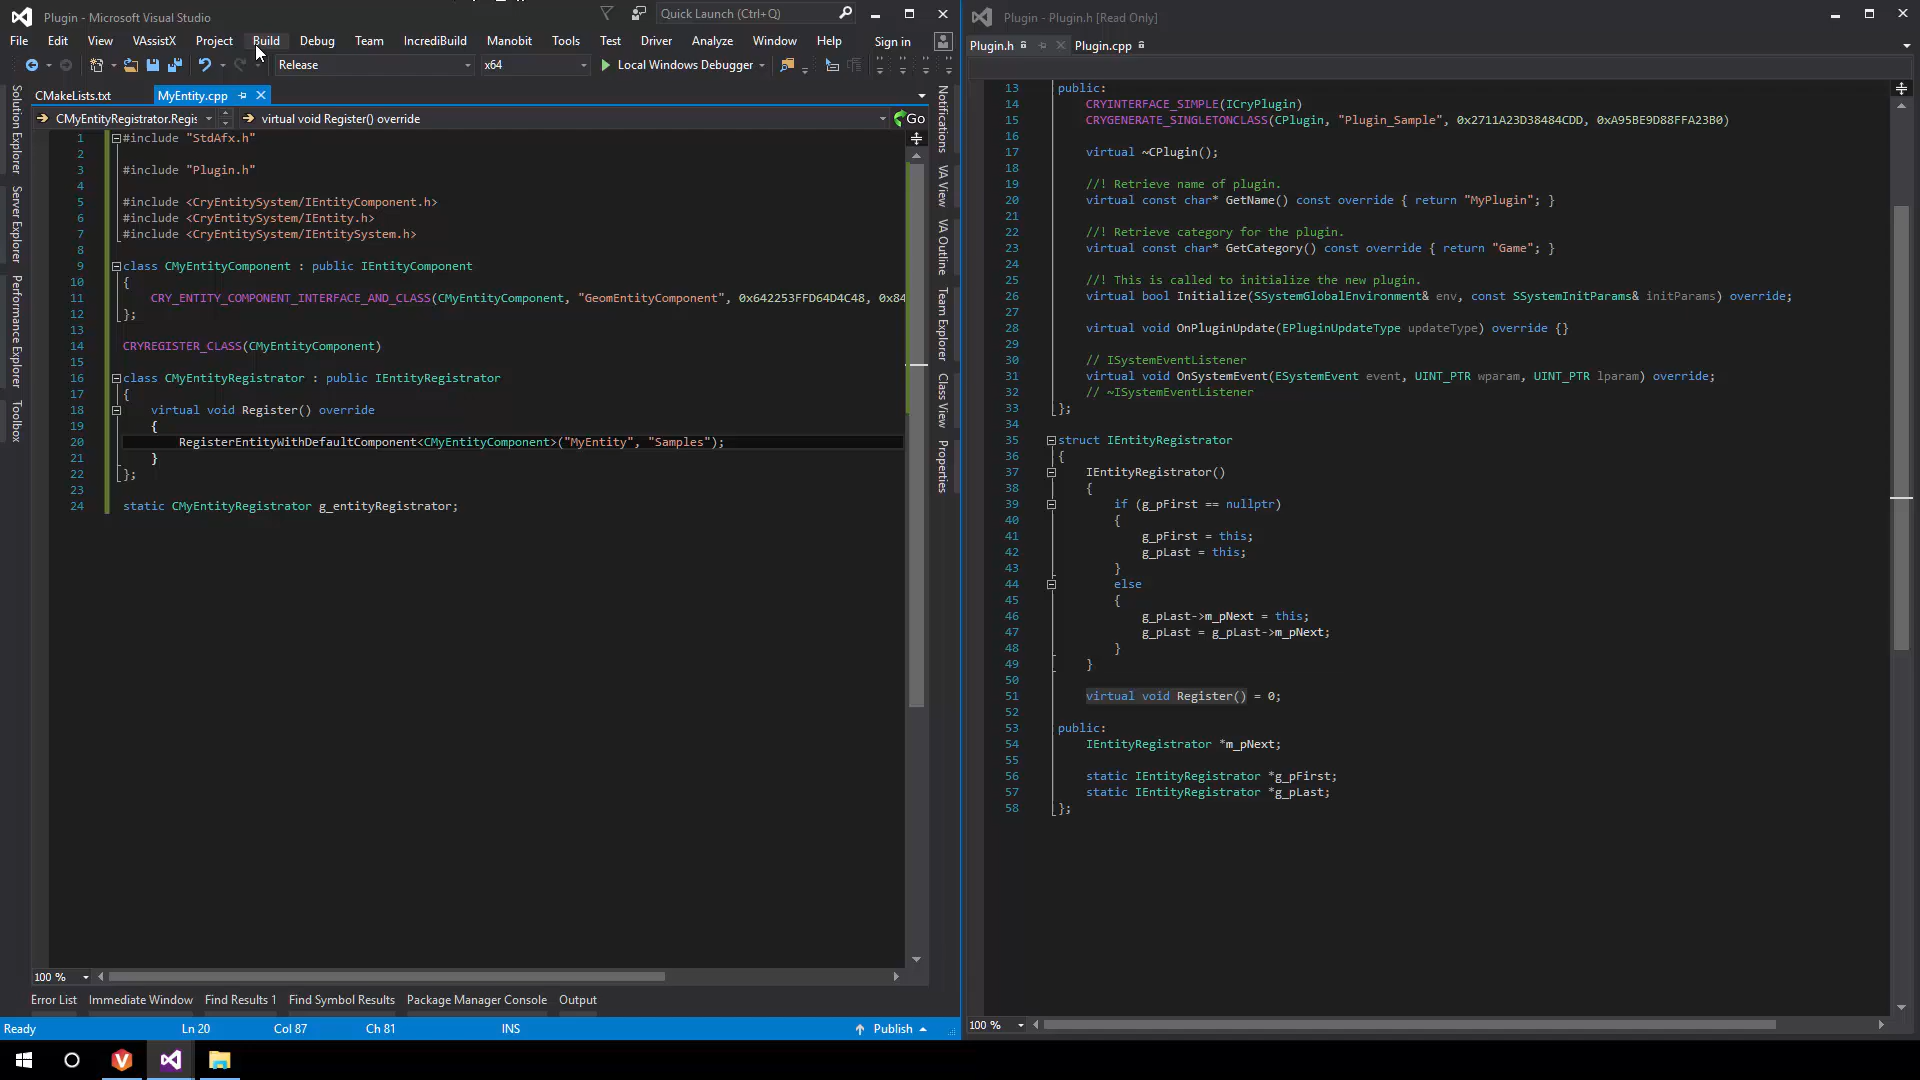 Plugin - Microsoft Visual Studio
Quick Launch (Ctrl+Q)
File Edit View VAssistX Project Build Debug Team IncrediBuild Manobit Tools Test Driver Analyze Window Help Sign in
Release x64 Local Windows Debugger
CMakeLists.txt MyEntity.cpp
CMyEntityRegistrator.Regis virtual void Register() override Go
Solution Explorer
Server Explorer
Performance Explorer
Toolbox
1 #include "StdAfx.h"
2
3 #include "Plugin.h"
4
5 #include <CryEntitySystem/IEntityComponent.h>
6 #include <CryEntitySystem/IEntity.h>
7 #include <CryEntitySystem/IEntitySystem.h>
8
9 class CMyEntityComponent : public IEntityComponent
10 {
11 CRY_ENTITY_COMPONENT_INTERFACE_AND_CLASS(CMyEntityComponent, "GeomEntityComponent", 0x642253FFD64D4C48, 0x84
12 };
13
14 CRYREGISTER_CLASS(CMyEntityComponent)
15
16 class CMyEntityRegistrator : public IEntityRegistrator
17 {
18 virtual void Register() override
19 {
20 RegisterEntityWithDefaultComponent<CMyEntityComponent>("MyEntity", "Samples");
21 }
22 };
23
24 static CMyEntityRegistrator g_entityRegistrator;
Notifications
VA View
VA Outline
Team Explorer
Class View
Properties
100 %
Error List Immediate Window Find Results 1 Find Symbol Results Package Manager Console Output
Ready Ln 20 Col 87 Ch 81 INS Publish
Plugin - Plugin.h [Read Only]
Plugin.h Plugin.cpp
13 public:
14 CRYINTERFACE_SIMPLE(ICryPlugin)
15 CRYGENERATE_SINGLETONCLASS(CPlugin, "Plugin_Sample", 0x2711A23D38484CDD, 0xA95BE9D88FFA23B0)
16
17 virtual ~CPlugin();
18
19 //! Retrieve name of plugin.
20 virtual const char* GetName() const override { return "MyPlugin"; }
21
22 //! Retrieve category for the plugin.
23 virtual const char* GetCategory() const override { return "Game"; }
24
25 //! This is called to initialize the new plugin.
26 virtual bool Initialize(SSystemGlobalEnvironment& env, const SSystemInitParams& initParams) override;
27
28 virtual void OnPluginUpdate(EPluginUpdateType updateType) override {}
29
30 // ISystemEventListener
31 virtual void OnSystemEvent(ESystemEvent event, UINT_PTR wparam, UINT_PTR lparam) override;
32 // ~ISystemEventListener
33 };
34
35 struct IEntityRegistrator
36 {
37 IEntityRegistrator()
38 {
39 if (g_pFirst == nullptr)
40 {
41 g_pFirst = this;
42 g_pLast = this;
43 }
44 else
45 {
46 g_pLast->m_pNext = this;
47 g_pLast = g_pLast->m_pNext;
48 }
49 }
50
51 virtual void Register() = 0;
52
53 public:
54 IEntityRegistrator *m_pNext;
55
56 static IEntityRegistrator *g_pFirst;
57 static IEntityRegistrator *g_pLast;
58 };
100 %